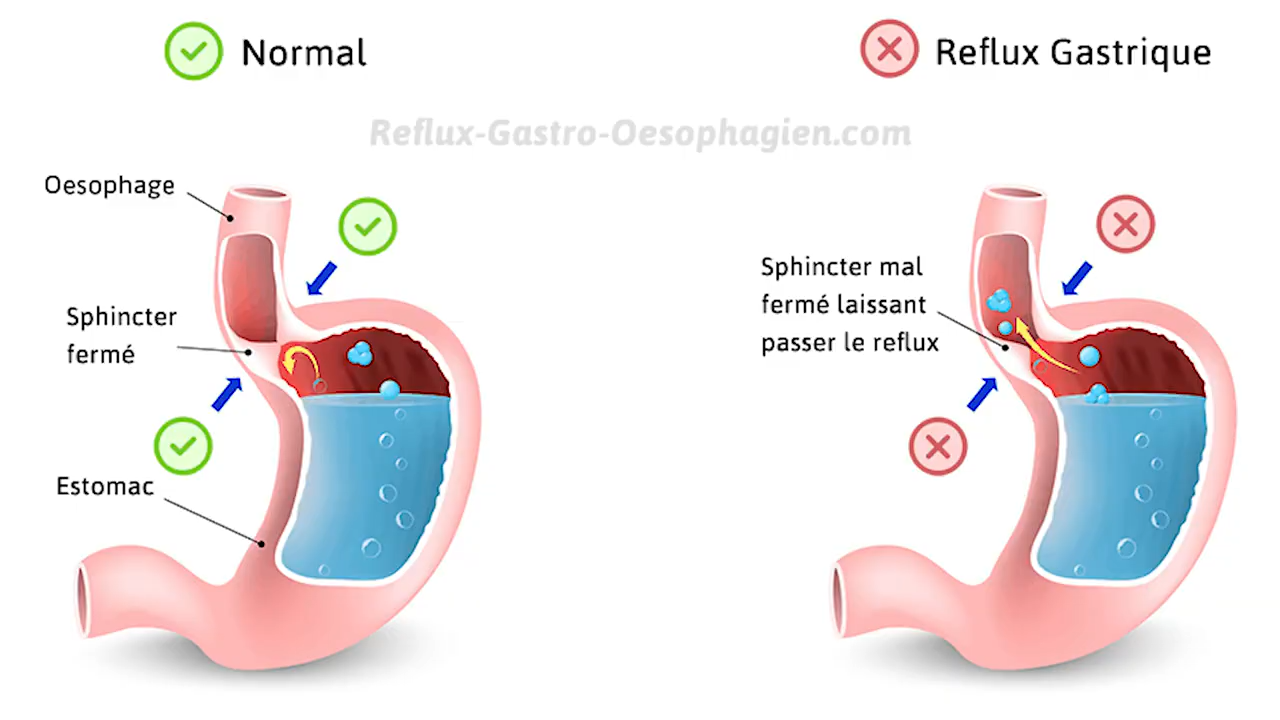 Normal
Reflux Gastrique
Reflux-Gastro-Oesophagien.com
Oesophage
Sphincter
fermé
Estomac
Sphincter mal
fermé laissant
passer le reflux